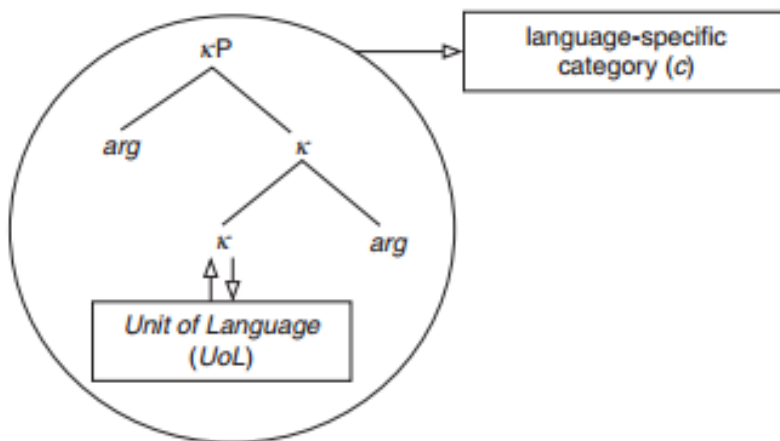 κP
language-specific
category (c)
arg
κ
κ
arg
Unit of Language
(UoL)